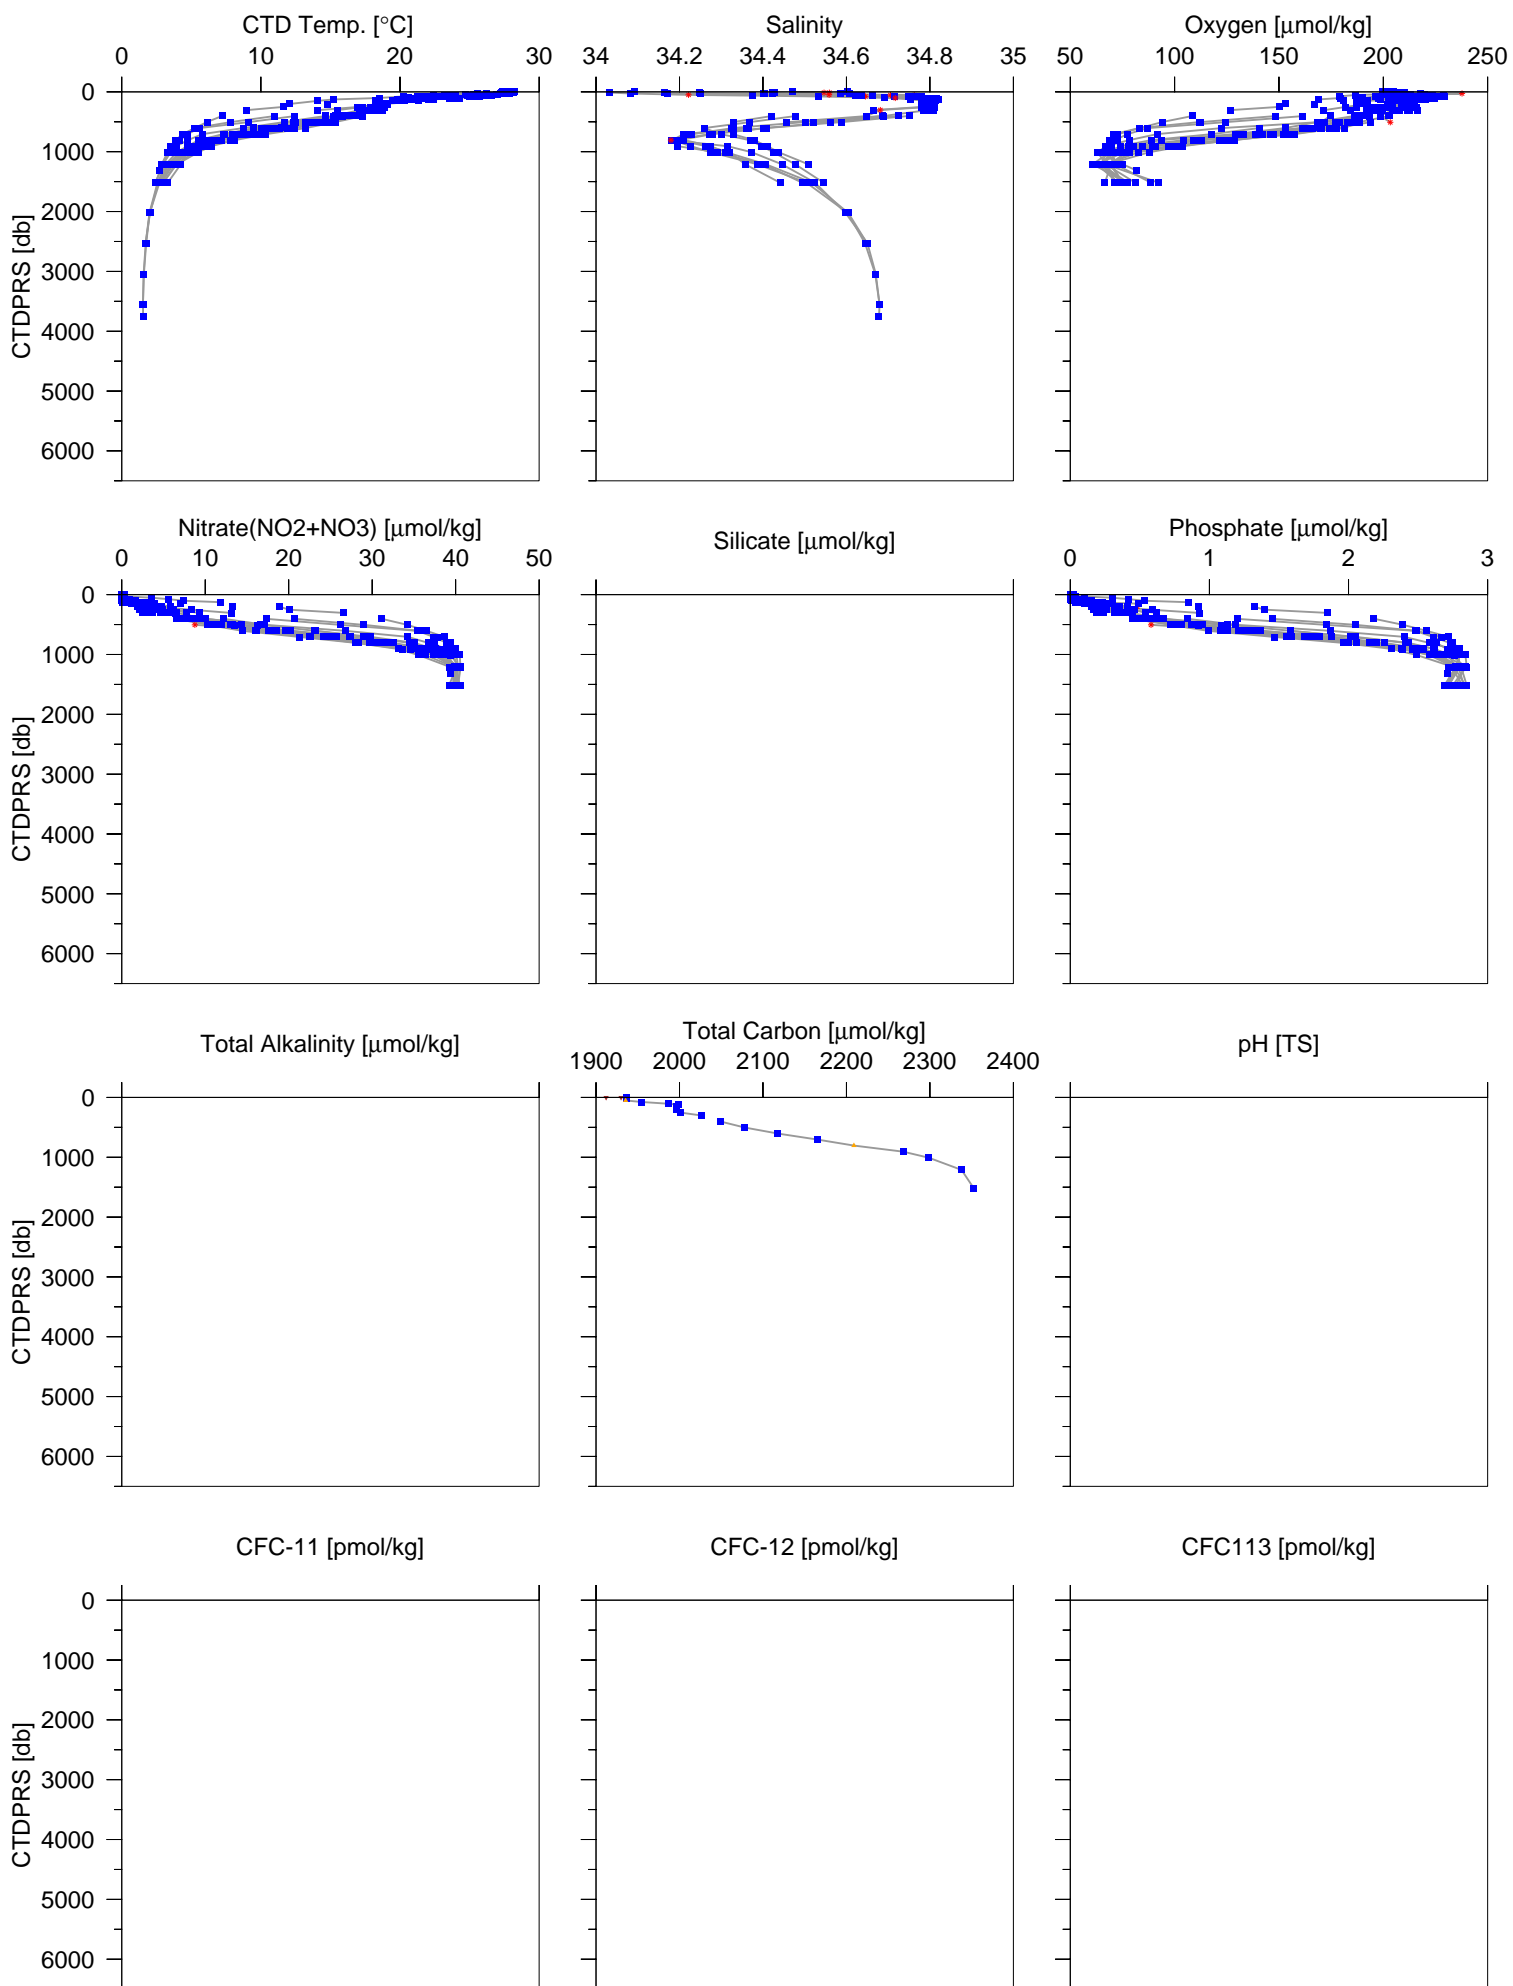 CTD Temp. [°C] Salinity Oxygen [μmol/kg]
0 10 20 30 34 34.2 34.4 34.6 34.8 35 50 100 150 200 250
0
1000
2000
3000
4000
5000
6000
CTDPRS [db]
Nitrate(NO2+NO3) [μmol/kg] Silicate [μmol/kg] Phosphate [μmol/kg]
0 10 20 30 40 50 0 1 2 3
0
1000
2000
3000
4000
5000
6000
CTDPRS [db]
Total Alkalinity [μmol/kg] Total Carbon [μmol/kg] pH [TS]
1900 2000 2100 2200 2300 2400
0
1000
2000
3000
4000
5000
6000
CTDPRS [db]
CFC-11 [pmol/kg] CFC-12 [pmol/kg] CFC113 [pmol/kg]
0
1000
2000
3000
4000
5000
6000
CTDPRS [db]